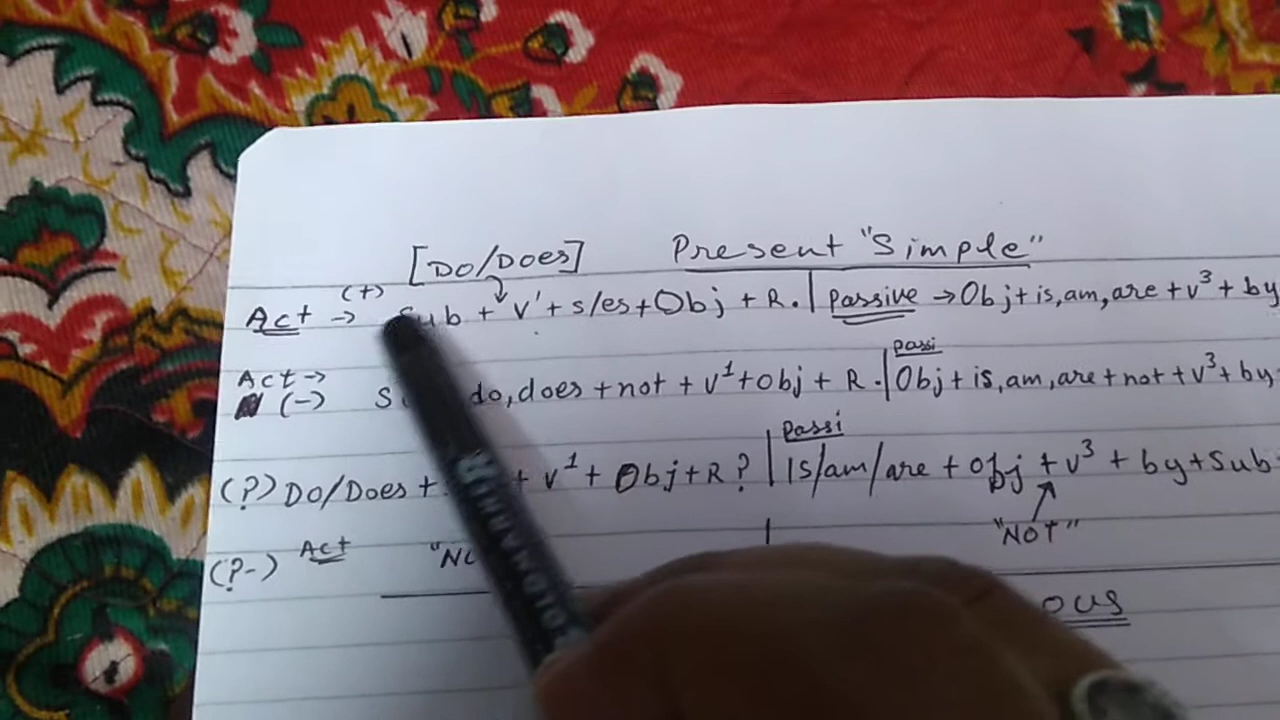 [DO/DOES] Present "Simple"
Act → (+) Sub + V¹ + s/es + Obj + R. | Passive → Obj + is, am, are + V³ + by
Act → (-) do, does + not + V¹ + Obj + R. | Passi Obj + is, am, are + not + V³ + by
(?) Do/Does + + V¹ + Obj + R? | Passi Is/am/are + Obj + V³ + by + Sub
(?-) Act "NOT"